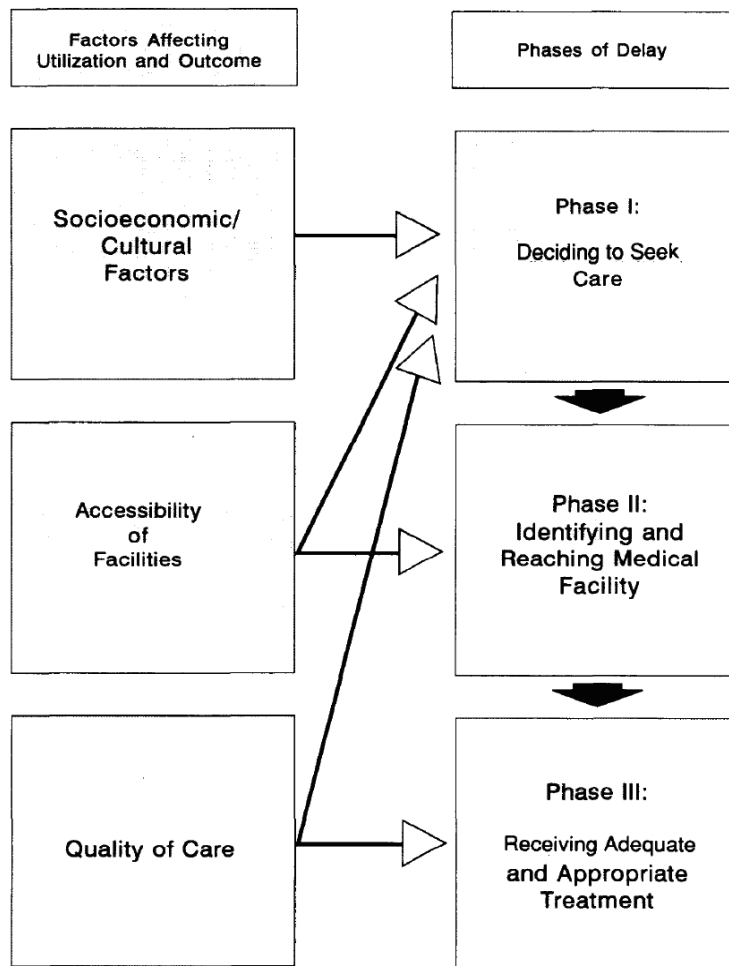 Factors Affecting
Utilization and Outcome
Phases of Delay
Socioeconomic/
Cultural
Factors
Phase I:
Deciding to Seek
Care
Accessibility
of
Facilities
Phase II:
Identifying and
Reaching Medical
Facility
Quality of Care
Phase III:
Receiving Adequate
and Appropriate
Treatment